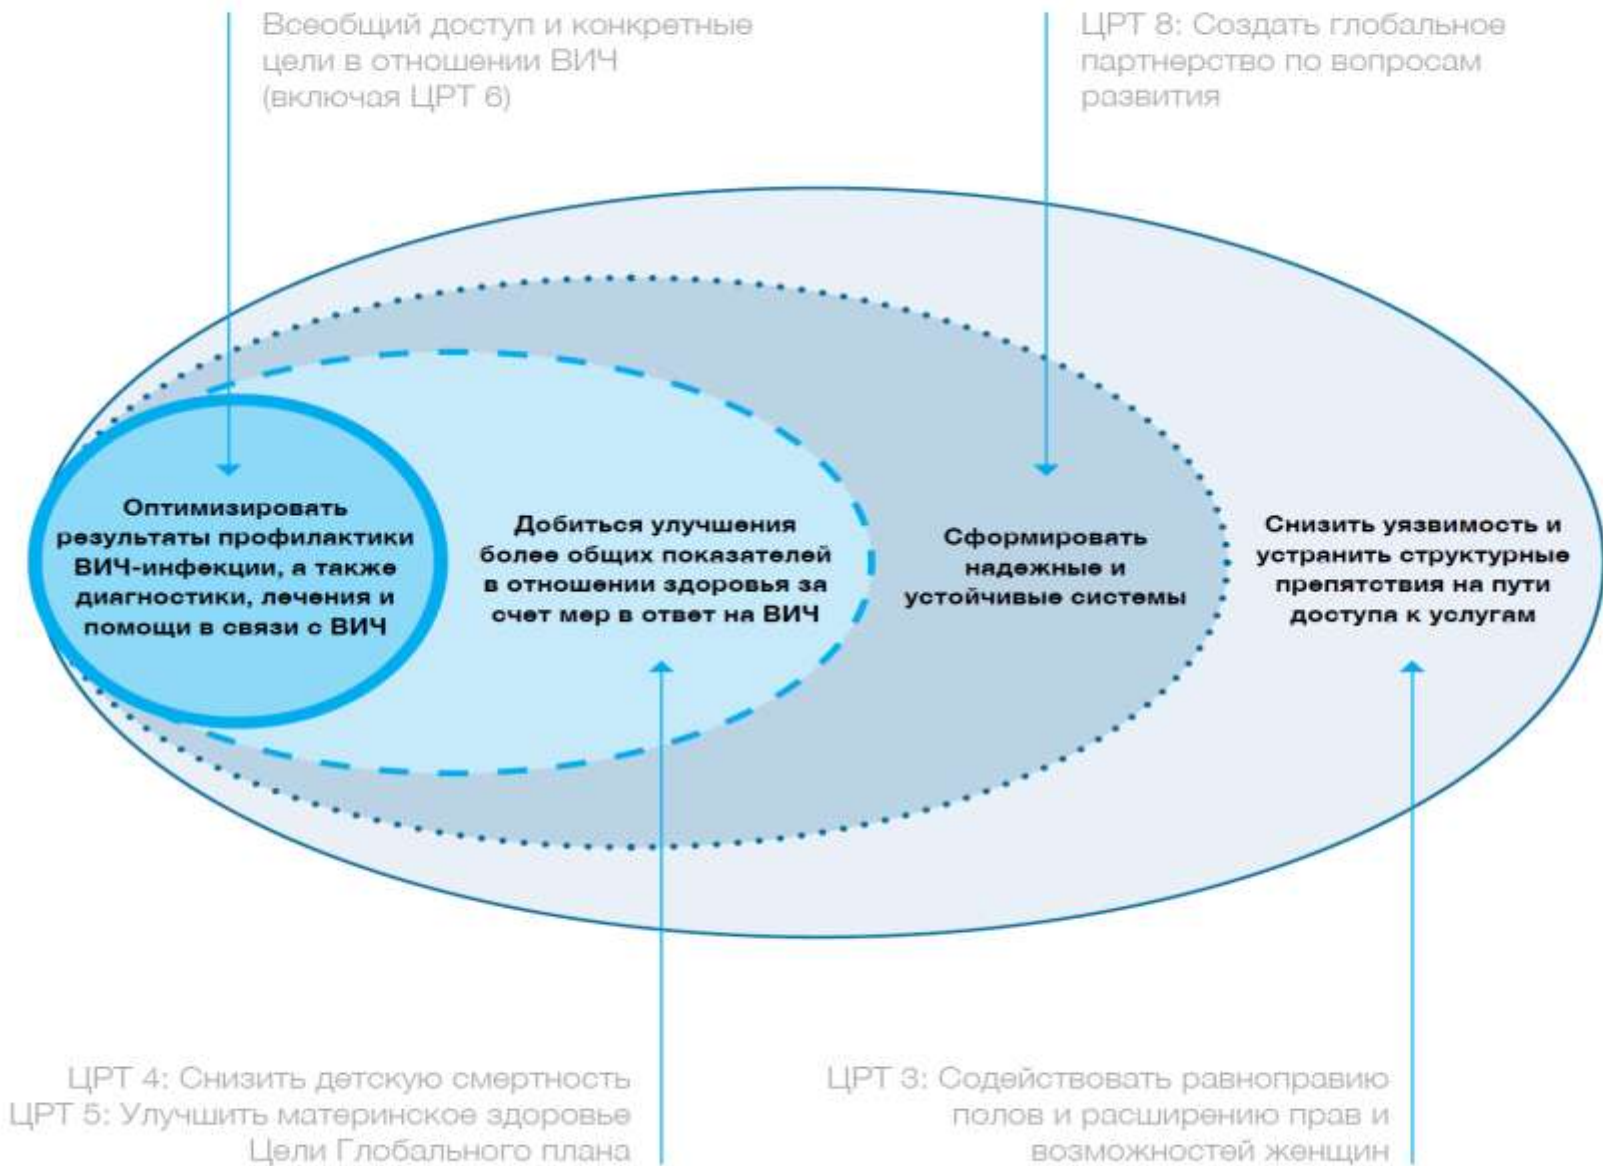 Всеобщий доступ и конкретные
цели в отношении ВИЧ
(включая ЦРТ 6)
ЦРТ 8: Создать глобальное
партнерство по вопросам
развития
Оптимизировать
результаты профилактики
ВИЧ-инфекции, а также
диагностики, лечения и
помощи в связи с ВИЧ
Добиться улучшения
более общих показателей
в отношении здоровья за
счет мер в ответ на ВИЧ
Сформировать
надежные и
устойчивые системы
Снизить уязвимость и
устранить структурные
препятствия на пути
доступа к услугам
ЦРТ 4: Снизить детскую смертность
ЦРТ 5: Улучшить материнское здоровье
Цели Глобального плана
ЦРТ 3: Содействовать равноправию
полов и расширению прав и
возможностей женщин